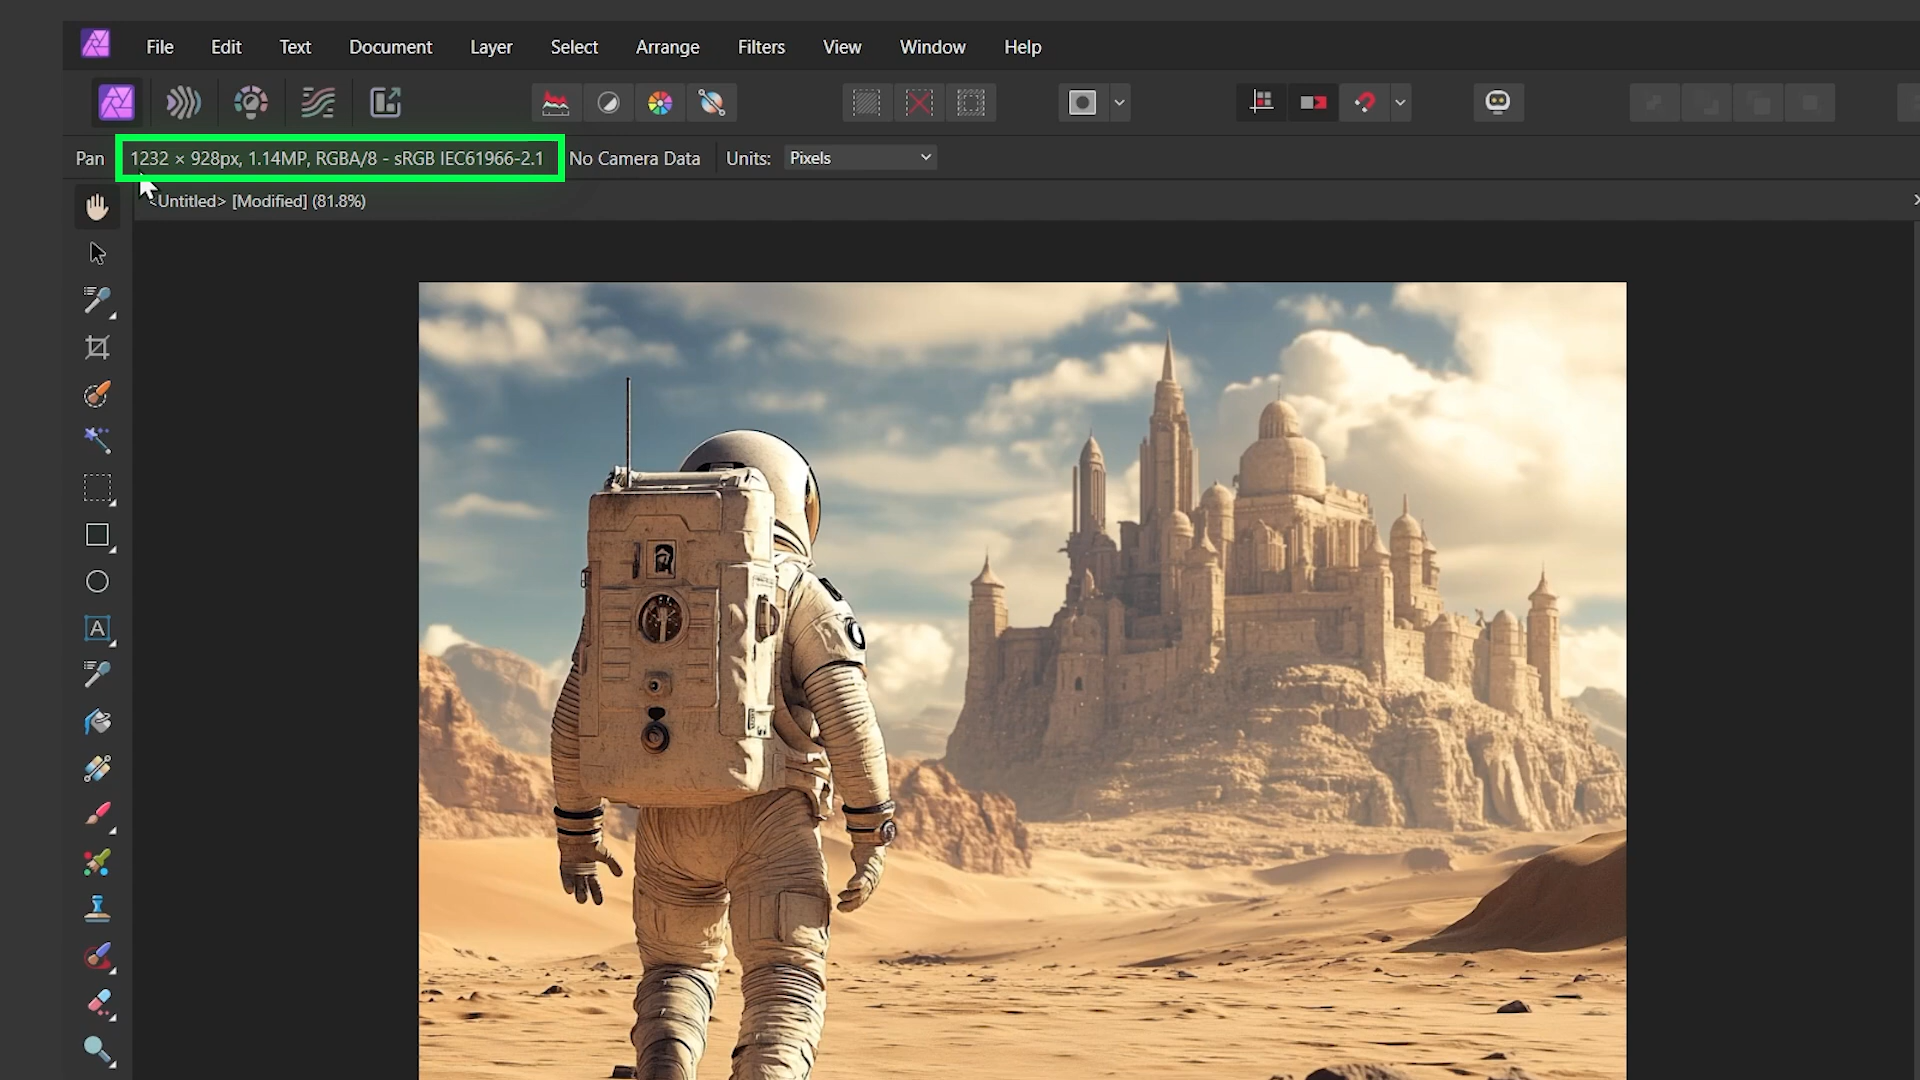 File Edit Text Document Layer Select Arrange Filters View Window Help
Pan 1232 × 928px, 1.14MP, RGBA/8 - sRGB IEC61966-2.1 No Camera Data Units: Pixels
<Untitled> [Modified] (81.8%)
A